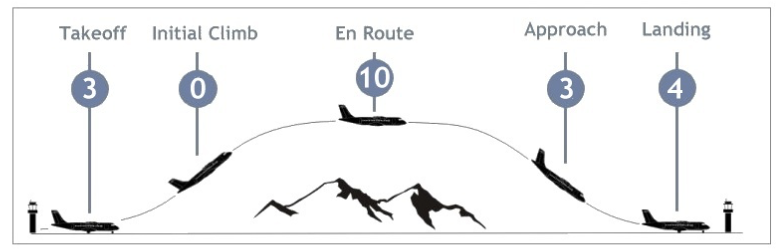 Takeoff Initial Climb En Route Approach Landing
3 0 10 3 4